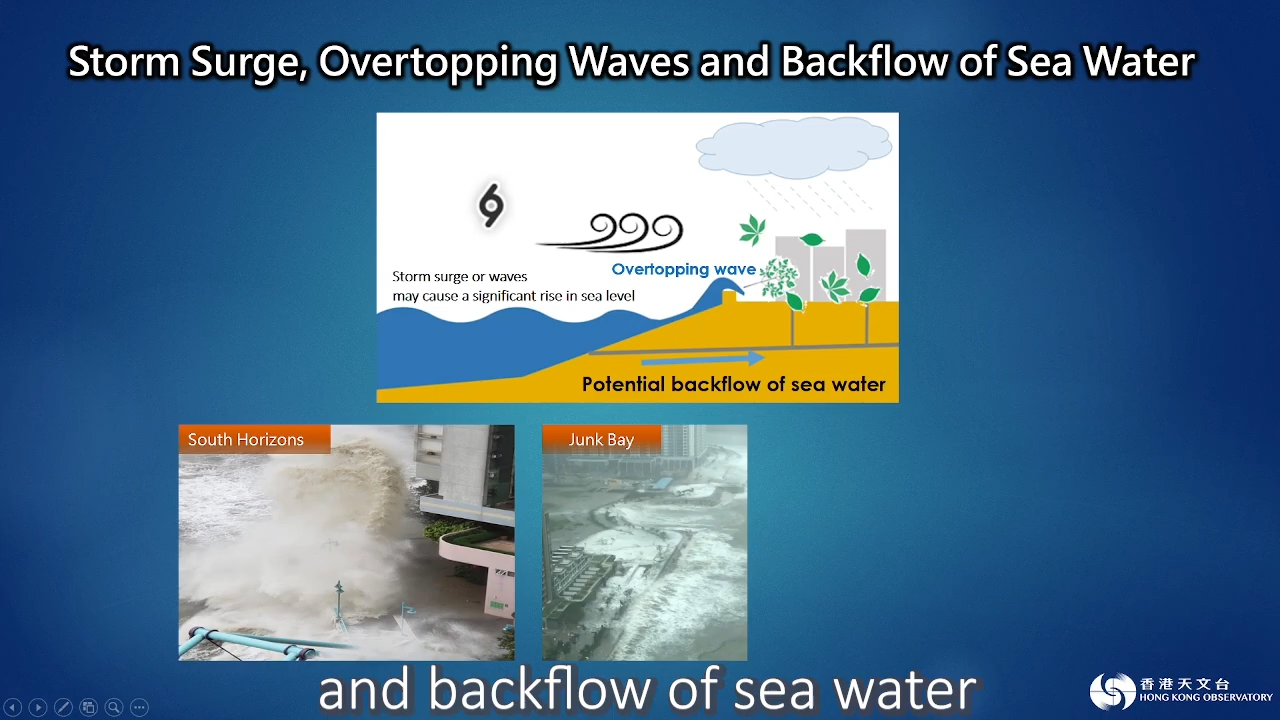 Storm Surge, Overtopping Waves and Backflow of Sea Water
Overtopping wave
Storm surge or waves
may cause a significant rise in sea level
Potential backflow of sea water
South Horizons
Junk Bay
and backflow of sea water
香港天文台
HONG KONG OBSERVATORY